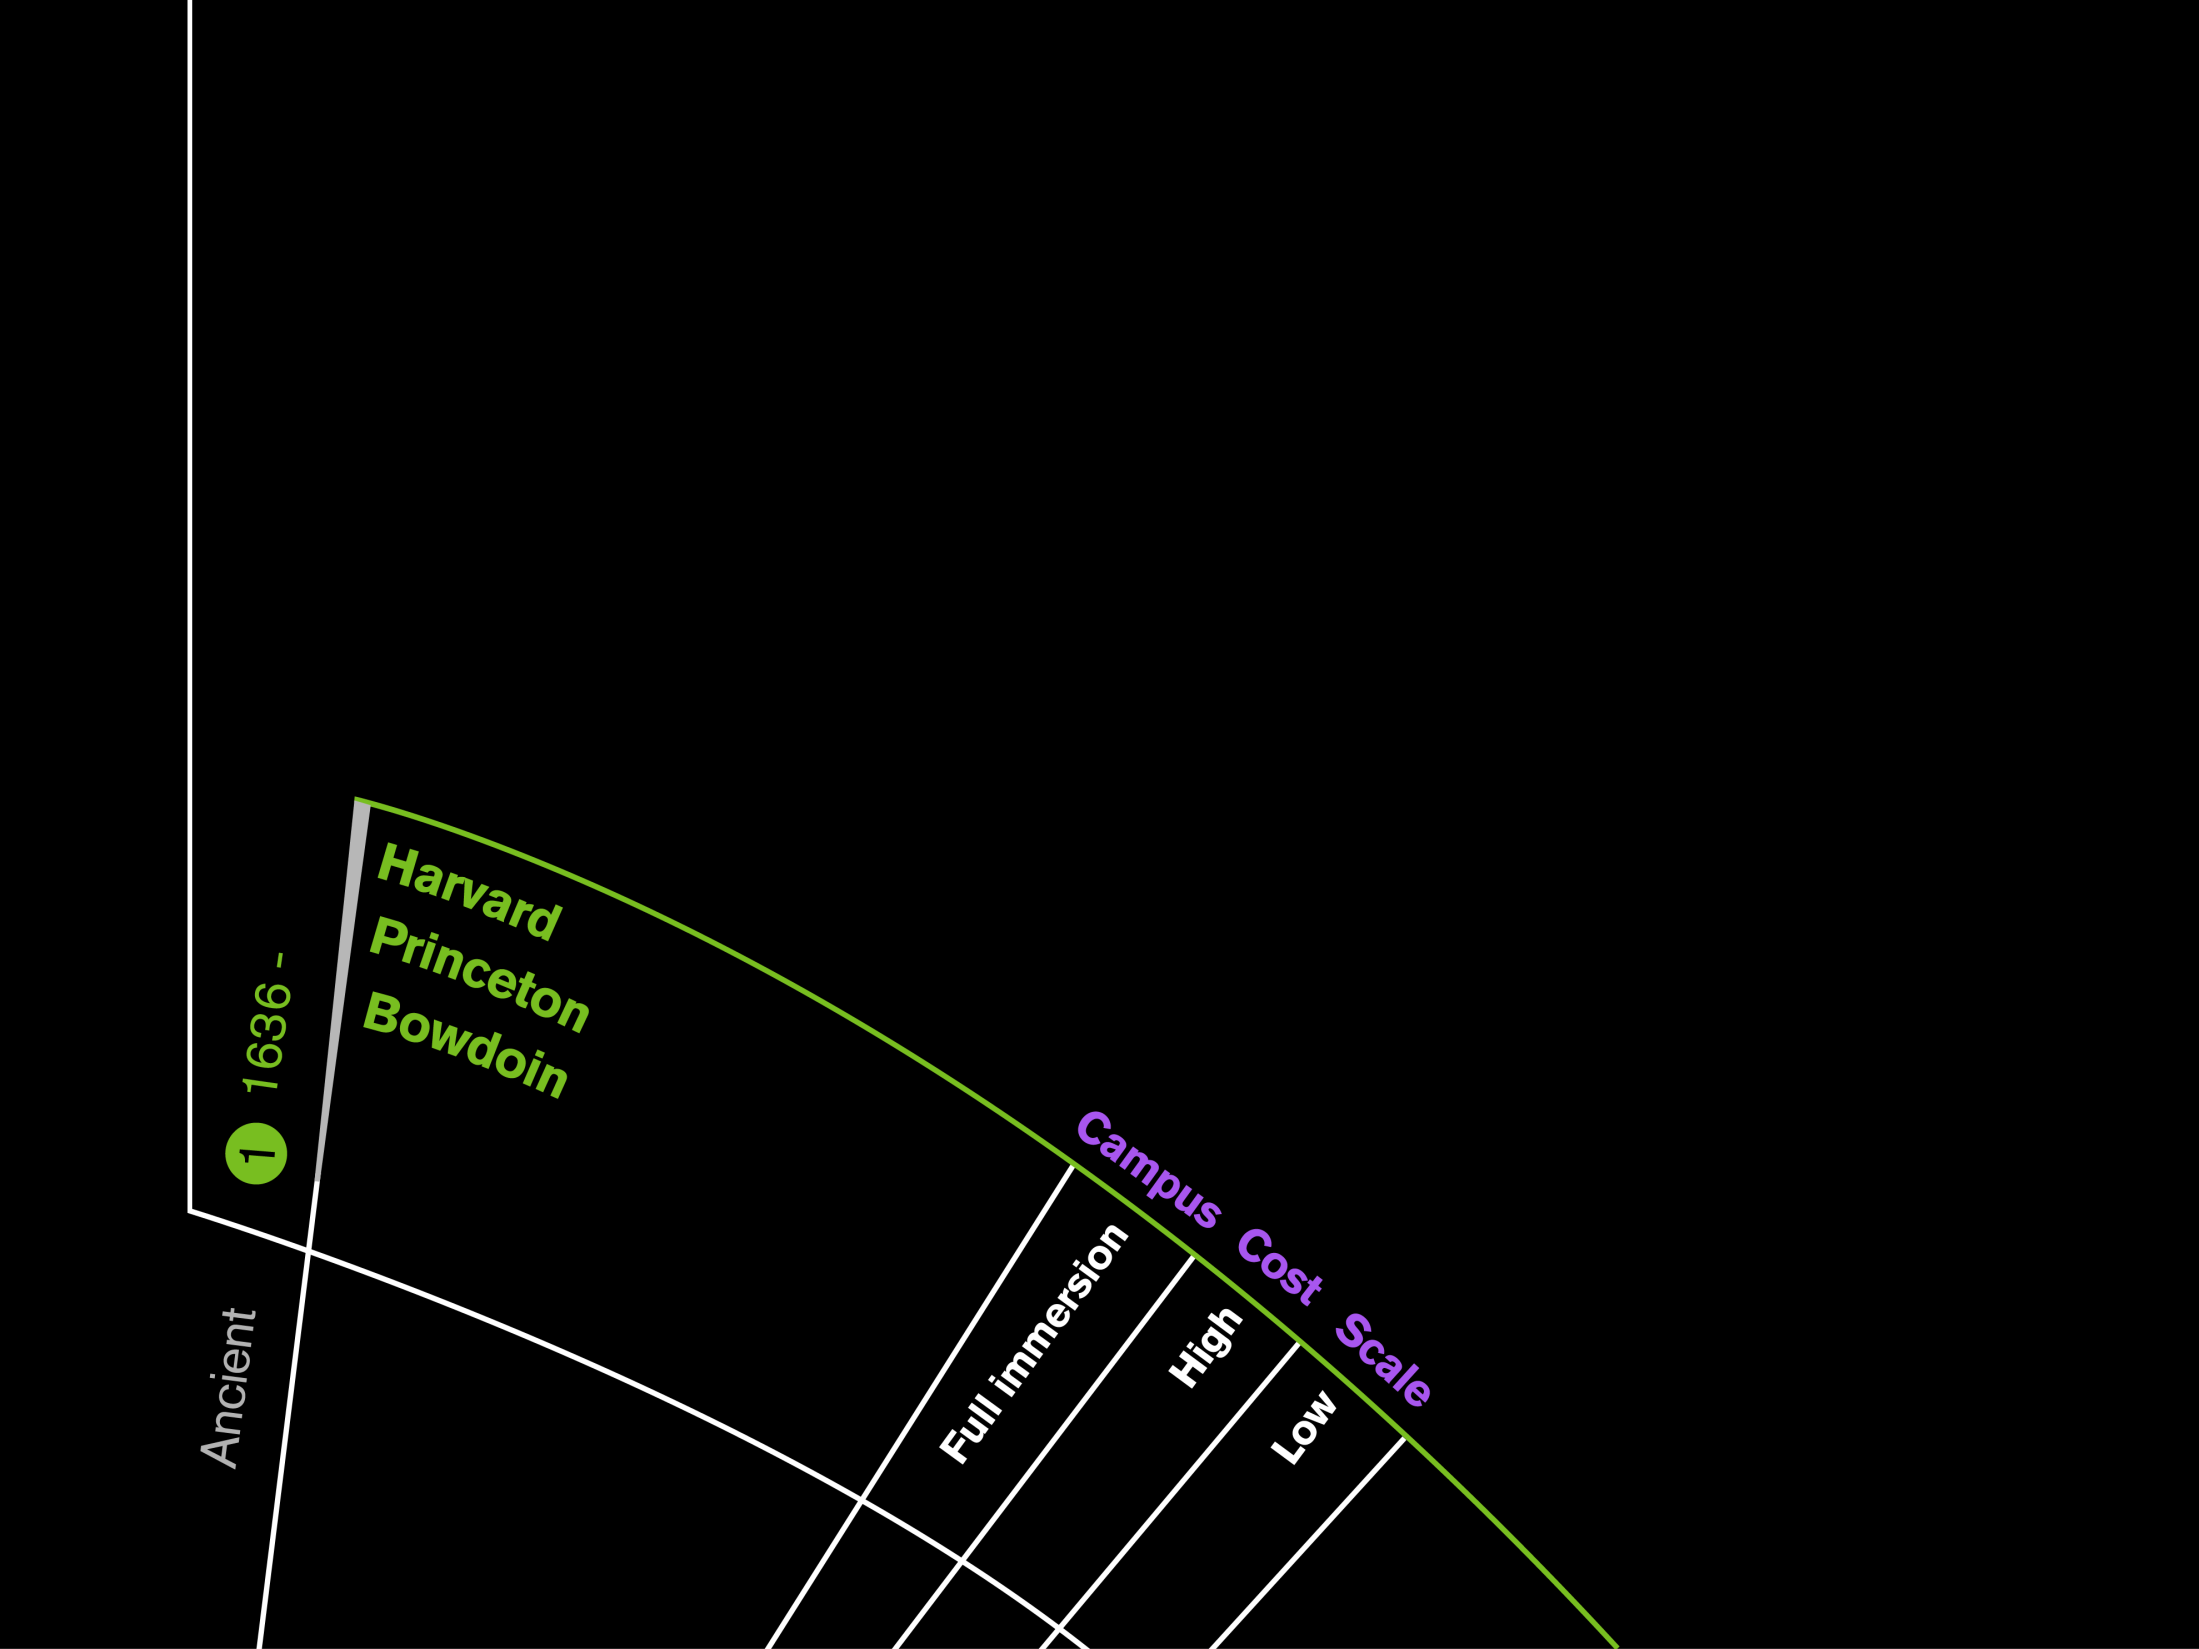 1 1636 -
Ancient
Harvard
Princeton
Bowdoin
Campus Cost Scale
Full immersion
High
Low